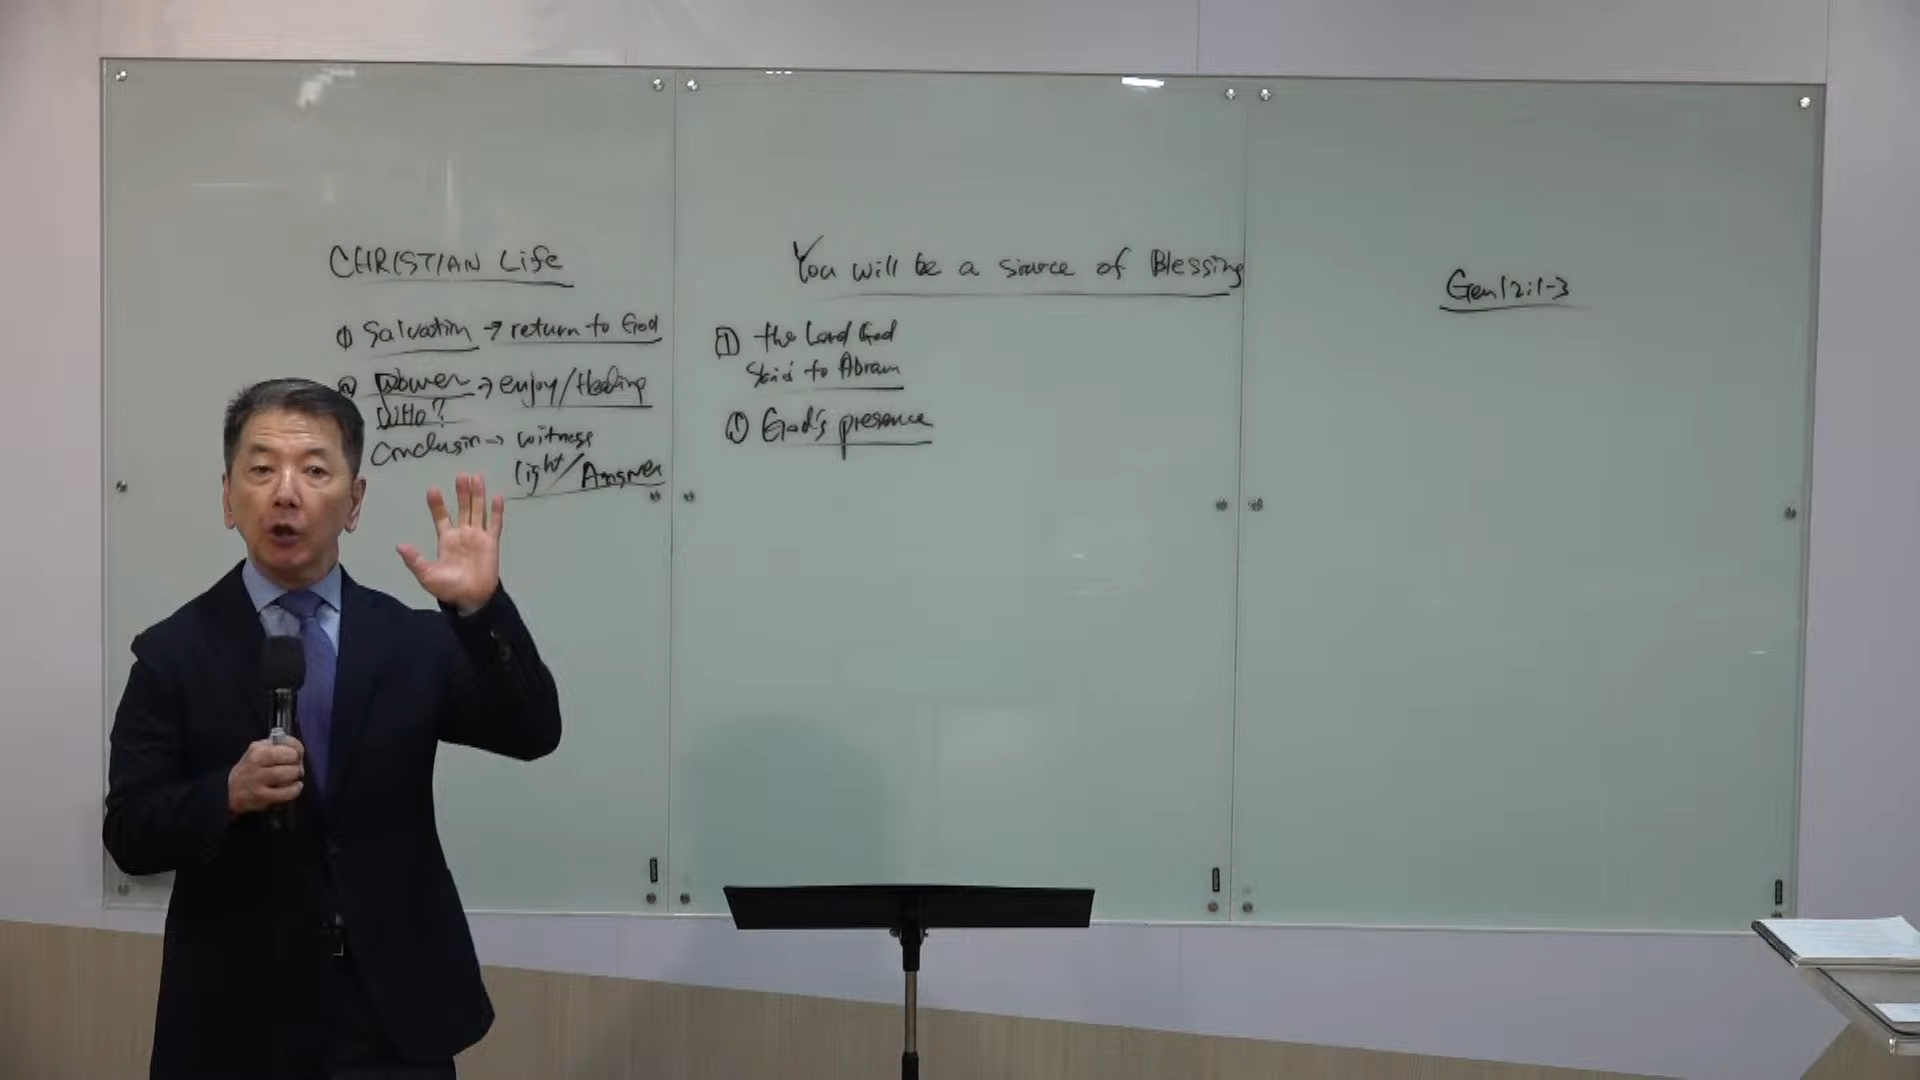 CHRISTIAN Life
① Salvation → return to God
② Power → enjoy/Healing
WHo?
Conclusin → witness
light/Answer
You will be a source of Blessing
1 the Lord God
said to Abram
① God's presence
Gen12:1-3